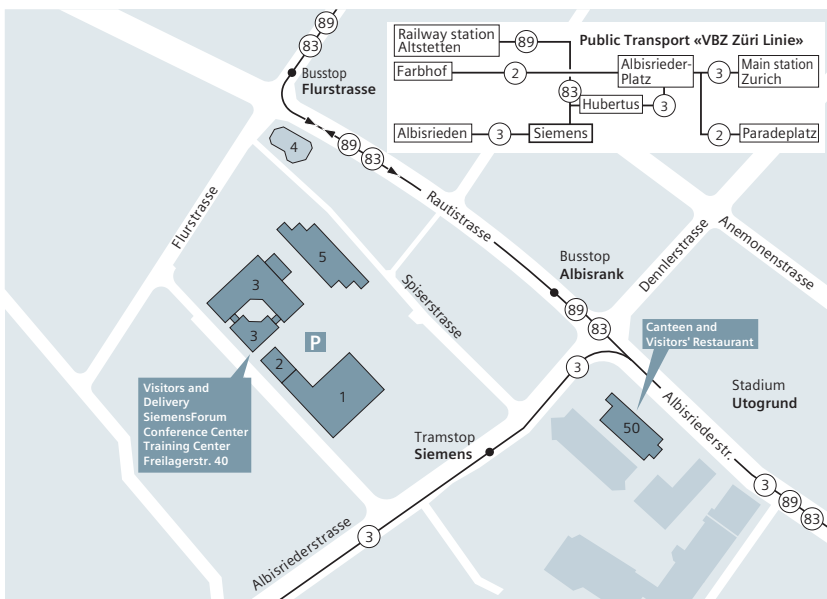 89
83
Busstop
Flurstrasse
Railway station
Altstetten
89
Public Transport «VBZ Züri Linie»
Farbhof
2
Albisrieder-
Platz
3
Main station
Zurich
83
Hubertus
3
Albisrieden
3
Siemens
2
Paradeplatz
4
89
83
Flurstrasse
Rautistrasse
Dennlerstrasse
Anemonenstrasse
5
Spiserstrasse
Busstop
Albisrank
3
3
89
83
P
Canteen and
Visitors' Restaurant
2
1
3
Visitors and
Delivery
SiemensForum
Conference Center
Training Center
Freilagerstr. 40
Stadium
Utogrund
Albisriederstr.
50
Tramstop
Siemens
3
89
83
Albisriederstrasse
3